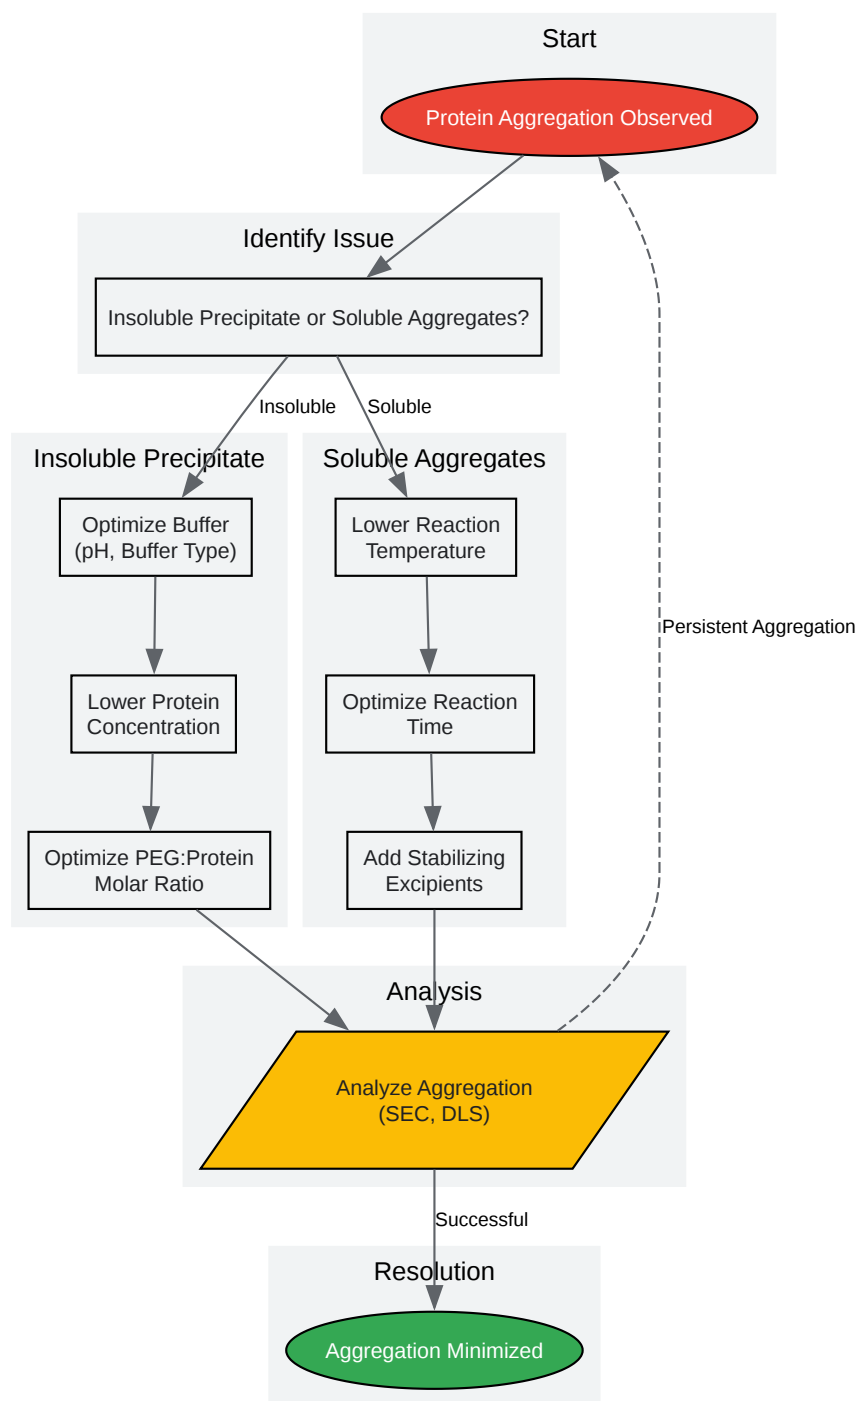 Start
Protein Aggregation Observed
Identify Issue
Insoluble Precipitate or Soluble Aggregates?
Insoluble
Soluble
Insoluble Precipitate
Optimize Buffer
(pH, Buffer Type)
Lower Protein
Concentration
Optimize PEG:Protein
Molar Ratio
Soluble Aggregates
Lower Reaction
Temperature
Optimize Reaction
Time
Add Stabilizing
Excipients
Persistent Aggregation
Analysis
Analyze Aggregation
(SEC, DLS)
Successful
Resolution
Aggregation Minimized